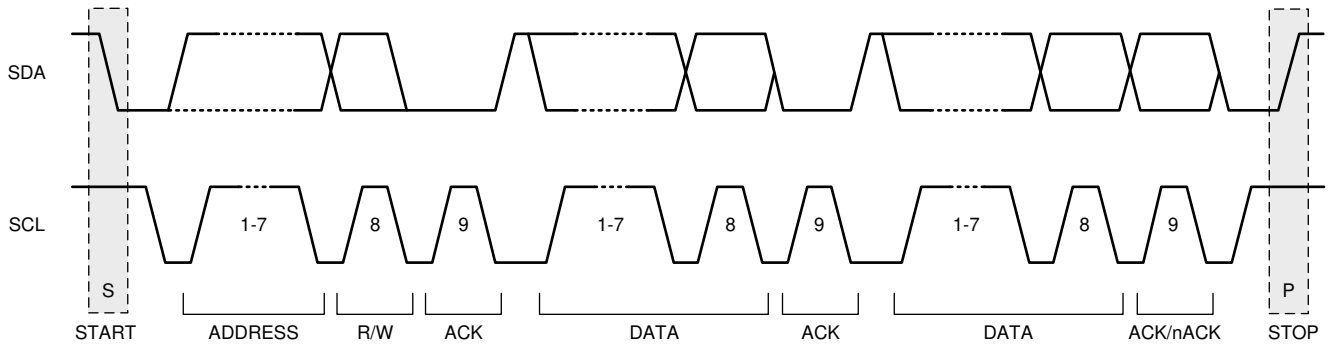 SDA
SCL
1-7 8 9 1-7 8 9 1-7 8 9
S P
START ADDRESS R/W ACK DATA ACK DATA ACK/nACK STOP